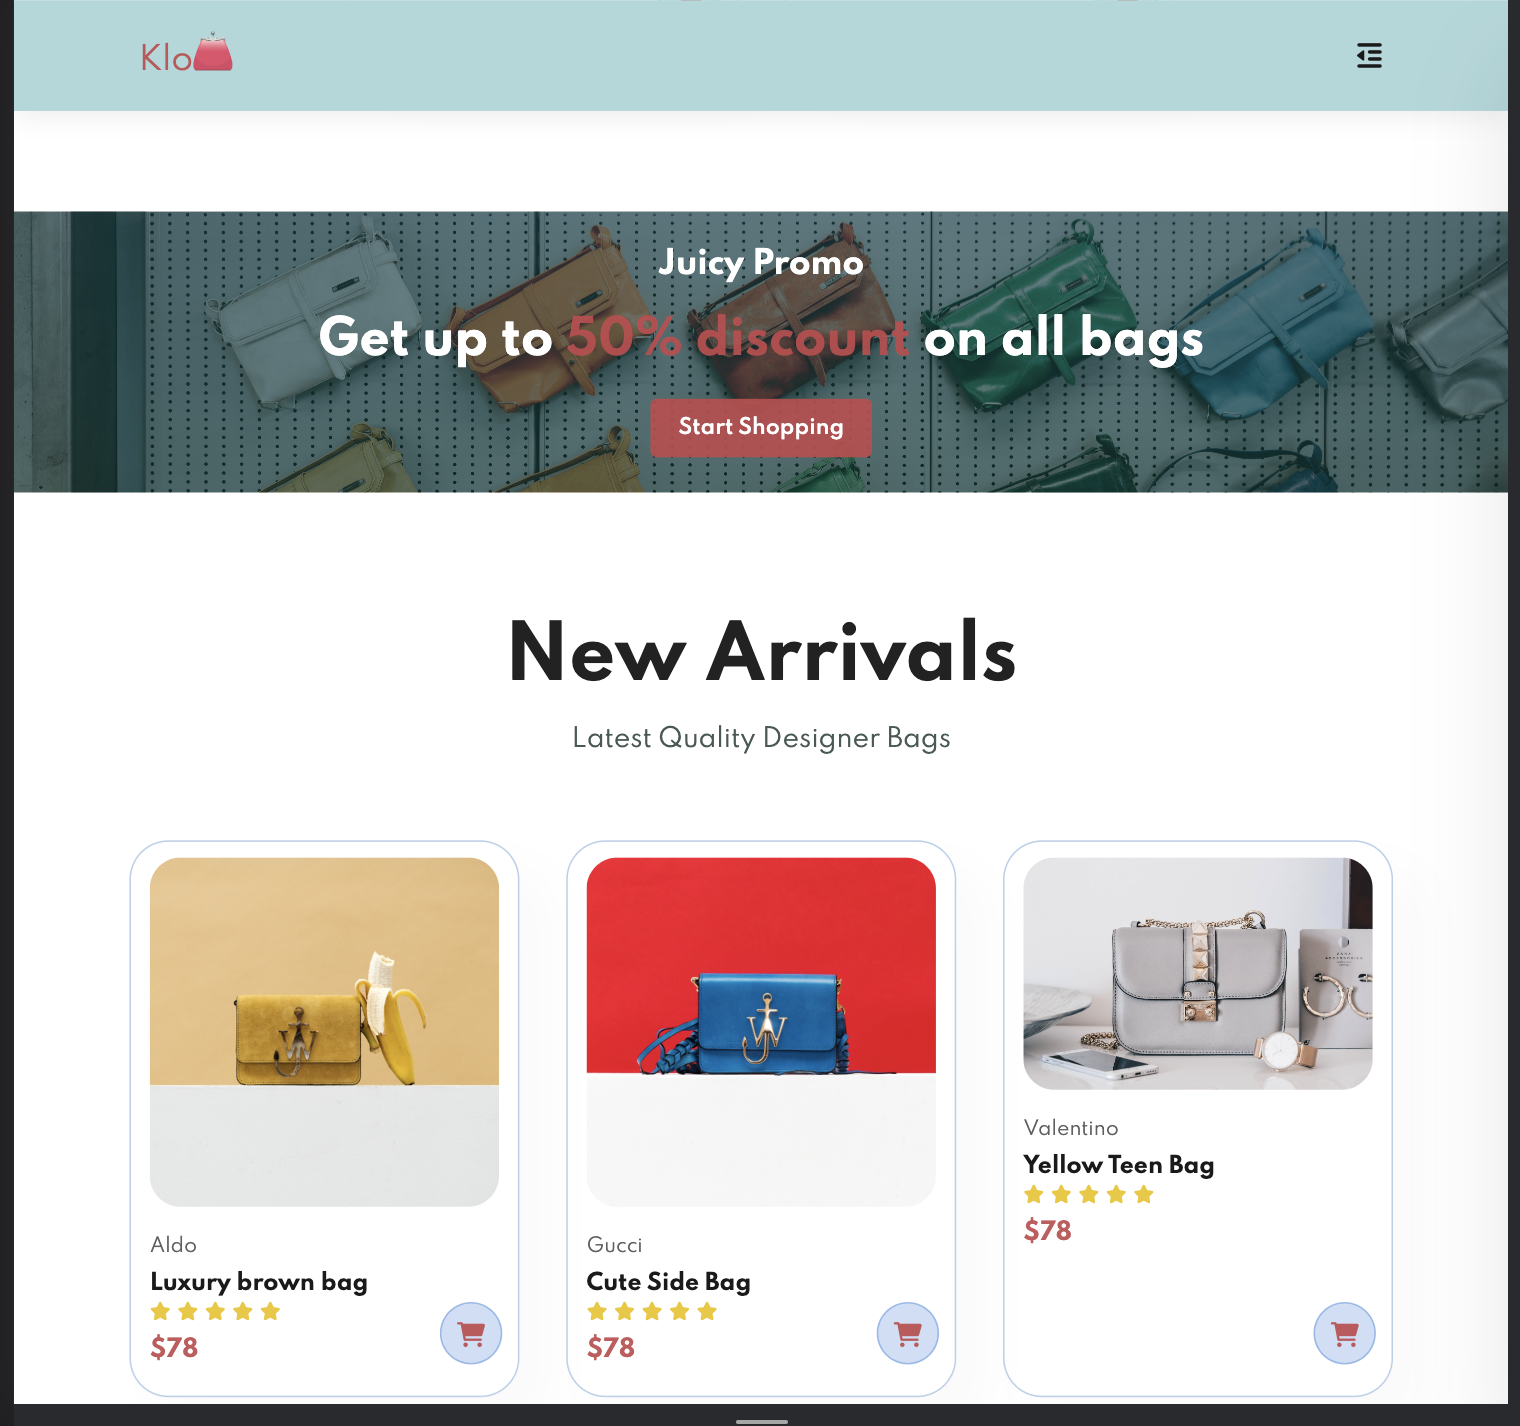 Klo
Juicy Promo
Get up to 50% discount on all bags
Start Shopping
New Arrivals
Latest Quality Designer Bags
Aldo
Luxury brown bag
$78
Gucci
Cute Side Bag
$78
Valentino
Yellow Teen Bag
$78